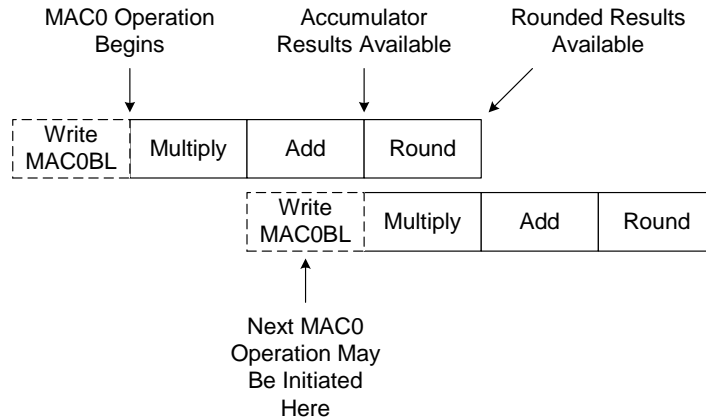 MAC0 Operation
Begins
Accumulator
Results Available
Rounded Results
Available
Write
MAC0BL
Multiply
Add
Round
Write
MAC0BL
Multiply
Add
Round
Next MAC0
Operation May
Be Initiated
Here